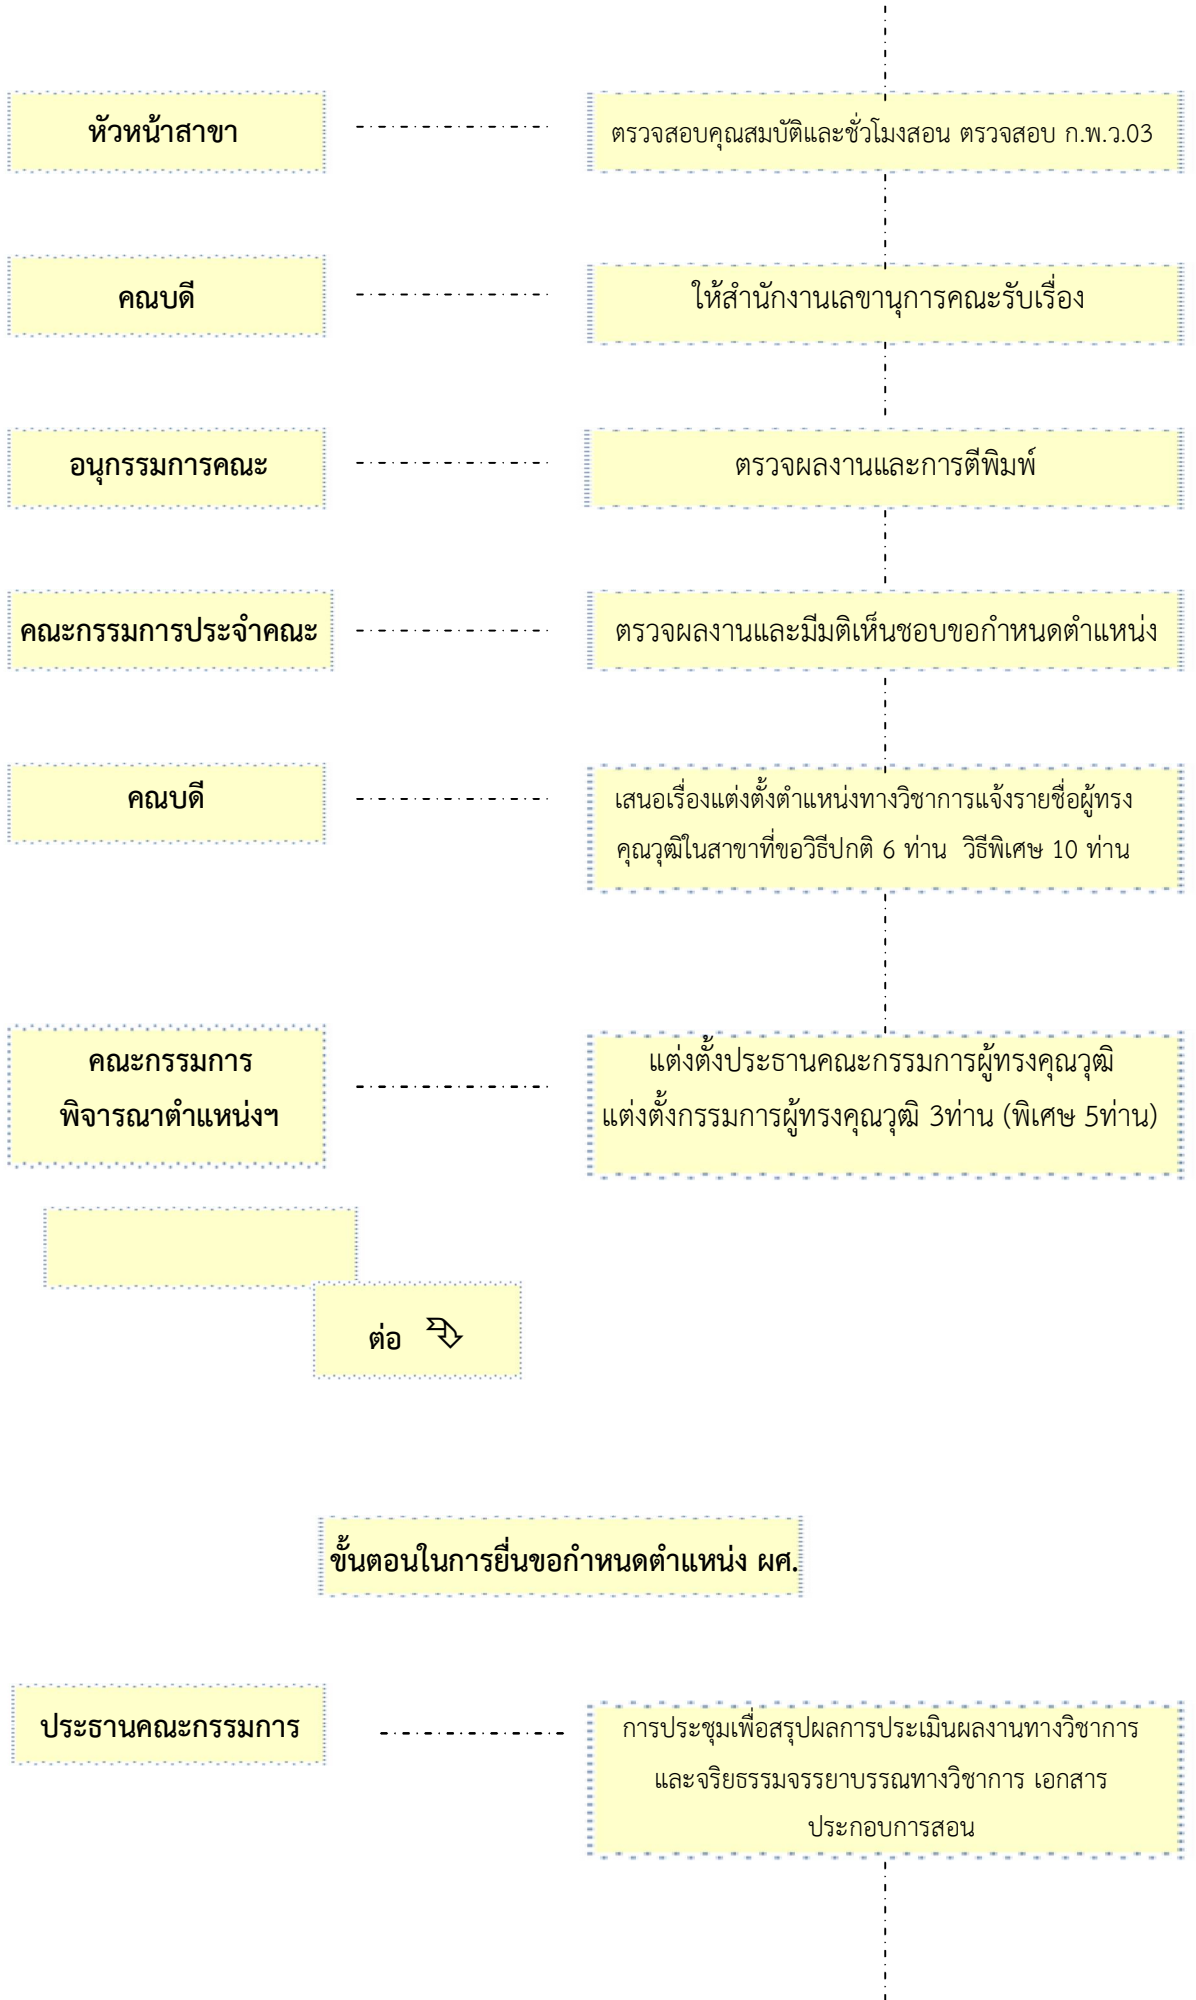 หัวหน้าสาขา
ตรวจสอบคุณสมบัติและชั่วโมงสอน ตรวจสอบ ก.พ.ว.03
คณบดี
ให้สำนักงานเลขานุการคณะรับเรื่อง
อนุกรรมการคณะ
ตรวจผลงานและการตีพิมพ์
คณะกรรมการประจำคณะ
ตรวจผลงานและมีมติเห็นชอบขอกำหนดตำแหน่ง
คณบดี
เสนอเรื่องแต่งตั้งตำแหน่งทางวิชาการแจ้งรายชื่อผู้ทรง
คุณวุฒิในสาขาที่ขอวิธีปกติ 6 ท่าน วิธีพิเศษ 10 ท่าน
คณะกรรมการ
พิจารณาตำแหน่งฯ
แต่งตั้งประธานคณะกรรมการผู้ทรงคุณวุฒิ
แต่งตั้งกรรมการผู้ทรงคุณวุฒิ 3ท่าน (พิเศษ 5ท่าน)
ต่อ
ขั้นตอนในการยื่นขอกำหนดตำแหน่ง ผศ.
ประธานคณะกรรมการ
การประชุมเพื่อสรุปผลการประเมินผลงานทางวิชาการ
และจริยธรรมจรรยาบรรณทางวิชาการ เอกสาร
ประกอบการสอน